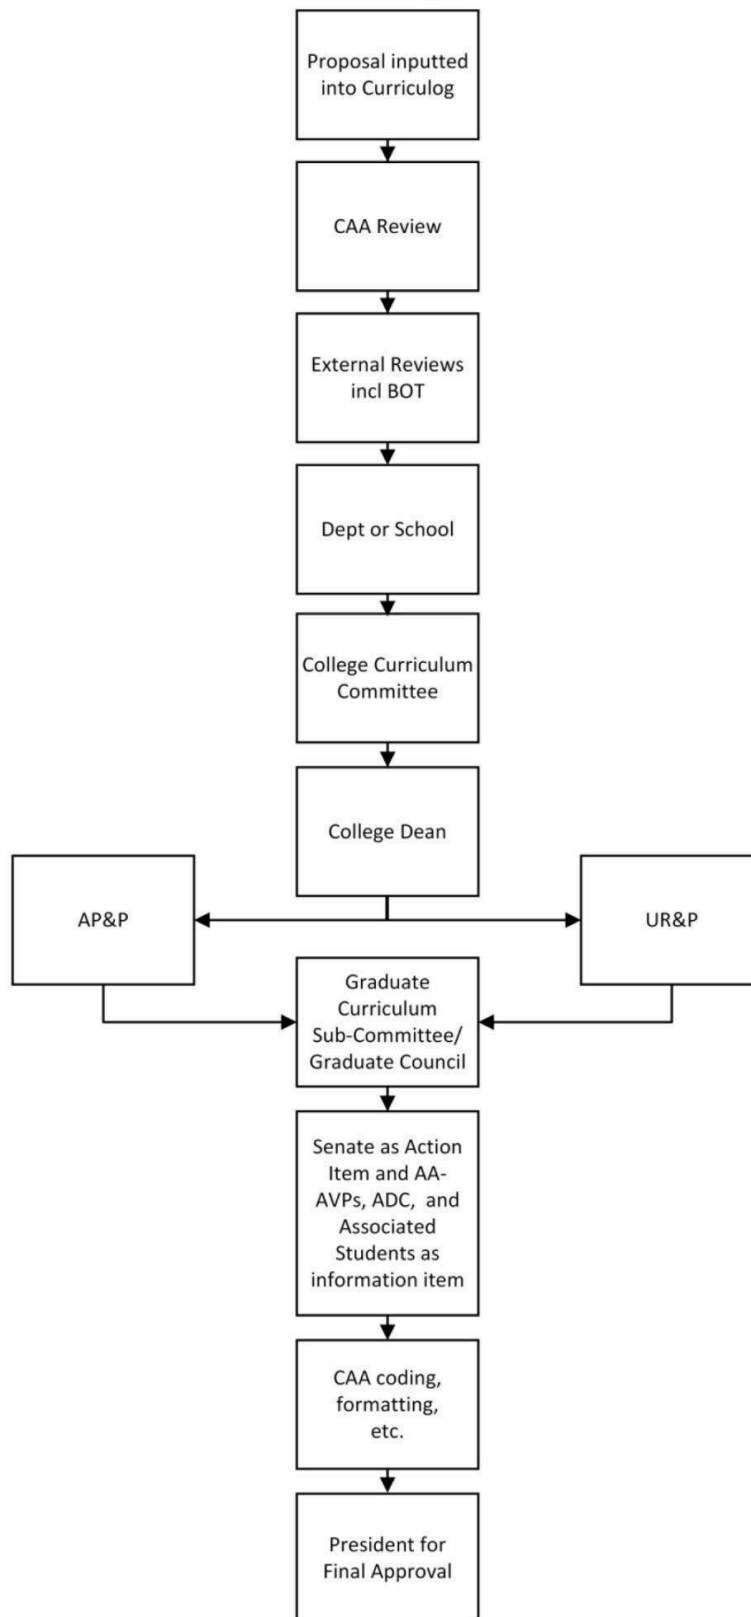 Proposal inputted
into Curriculog
CAA Review
External Reviews
incl BOT
Dept or School
College Curriculum
Committee
College Dean
AP&P
UR&P
Graduate
Curriculum
Sub-Committee/
Graduate Council
Senate as Action
Item and AA-
AVPs, ADC,  and
Associated
Students as
information item
CAA coding,
formatting,
etc.
President for
Final Approval